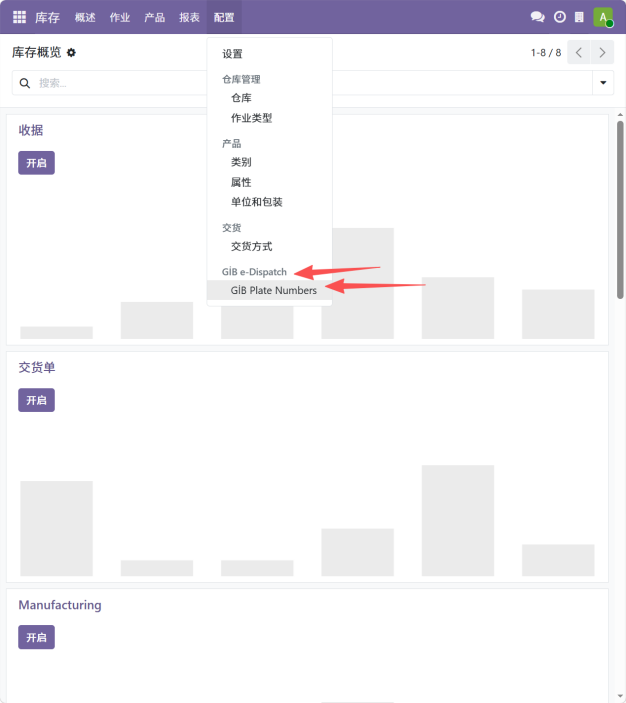 库存 概述 作业 产品 报表 配置 A
库存概览 1-8 / 8
搜索...
设置
仓库管理
仓库
作业类型
产品
类别
属性
单位和包装
交货
交货方式
GİB e-Dispatch
GİB Plate Numbers
收据
开启
交货单
开启
Manufacturing
开启